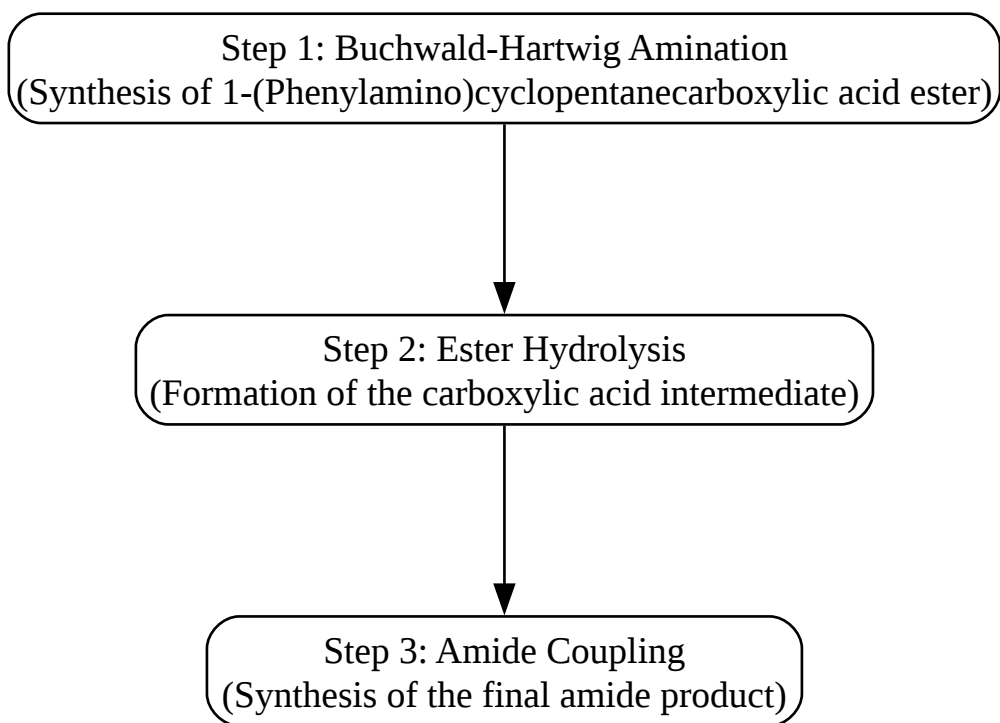 Step 1: Buchwald-Hartwig Amination
(Synthesis of 1-(Phenylamino)cyclopentanecarboxylic acid ester)
Step 2: Ester Hydrolysis
(Formation of the carboxylic acid intermediate)
Step 3: Amide Coupling
(Synthesis of the final amide product)